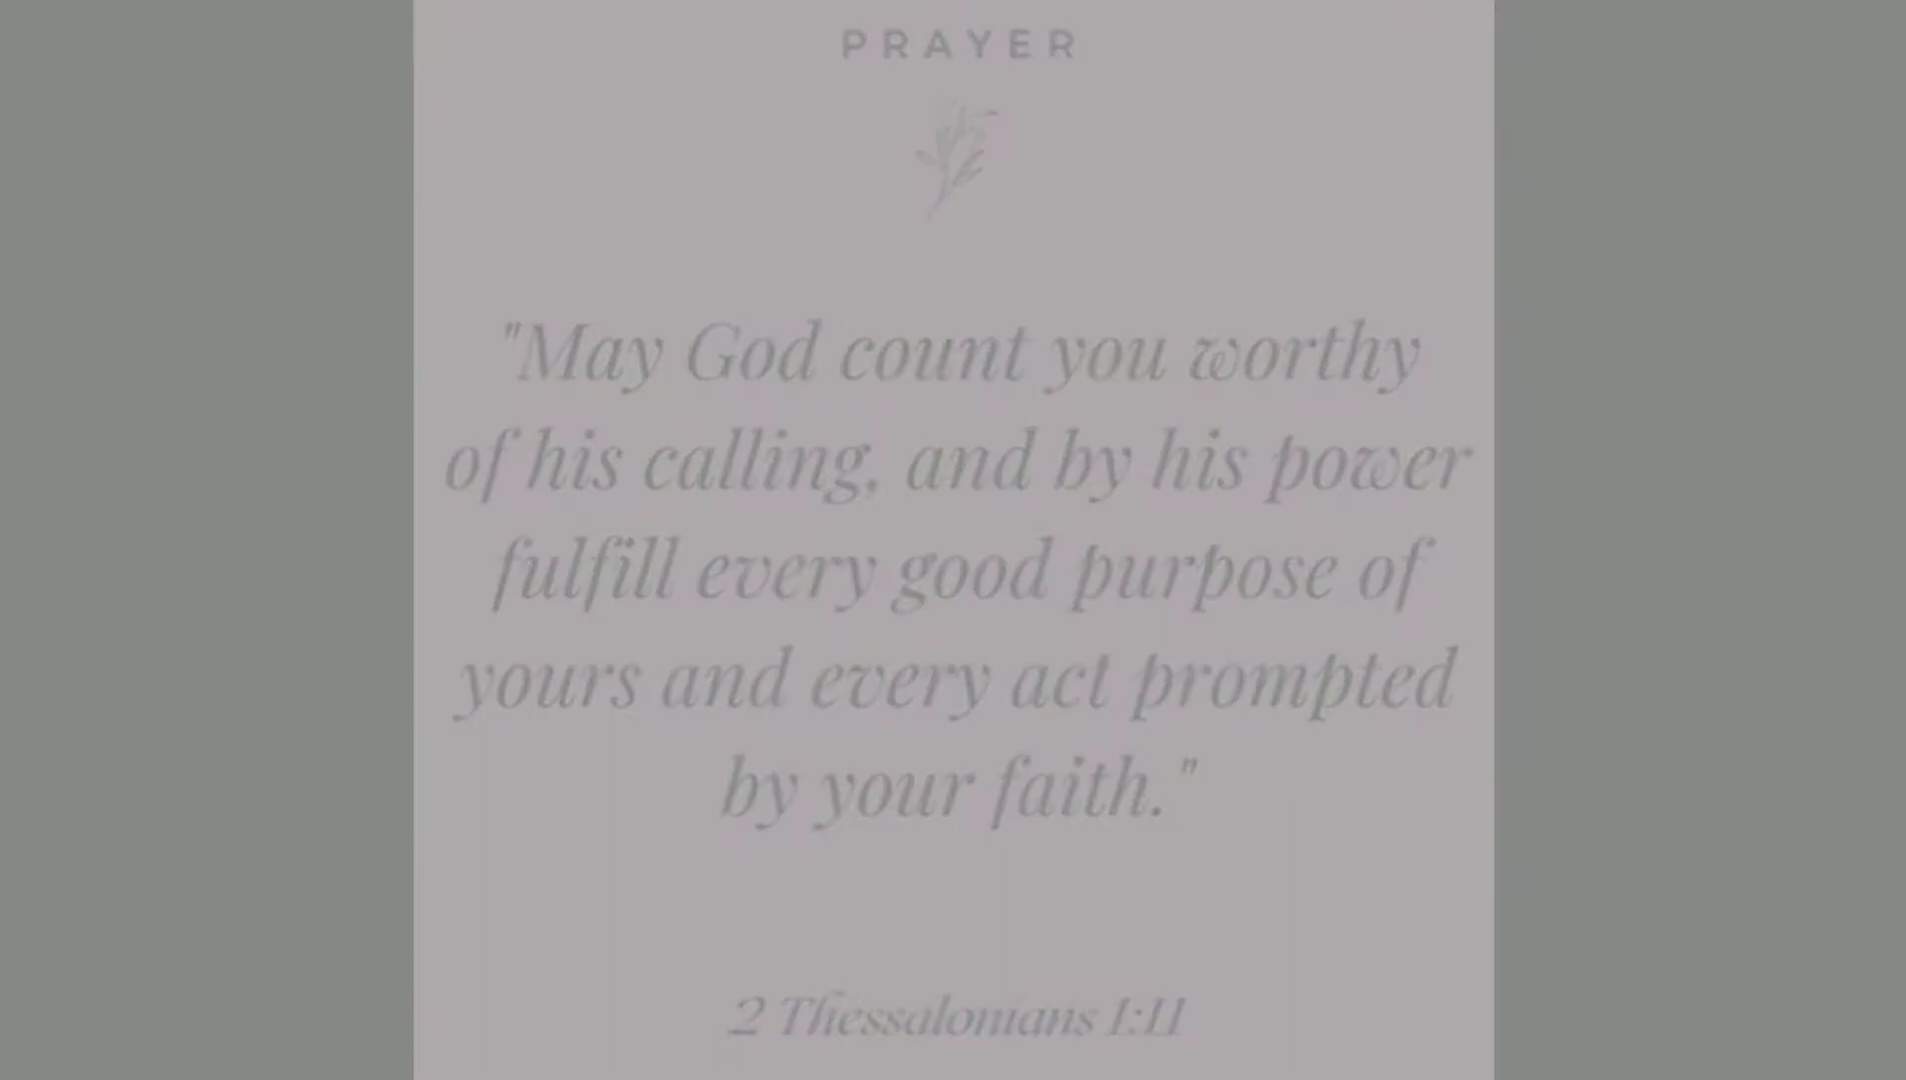 PRAYER
"May God count you worthy
of his calling, and by his power
fulfill every good purpose of
yours and every act prompted
by your faith."
2 Thessalonians 1:11